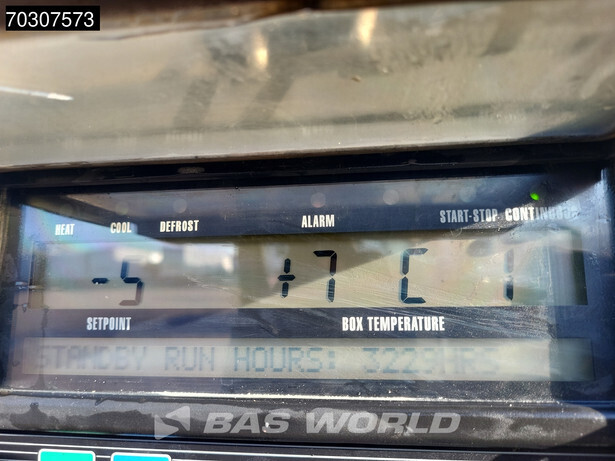 70307573
HEAT COOL DEFROST ALARM START-STOP CONTINUOUS
-5 +7 C 1
SETPOINT BOX TEMPERATURE
STANDBY RUN HOURS: 3229HRS
BAS WORLD